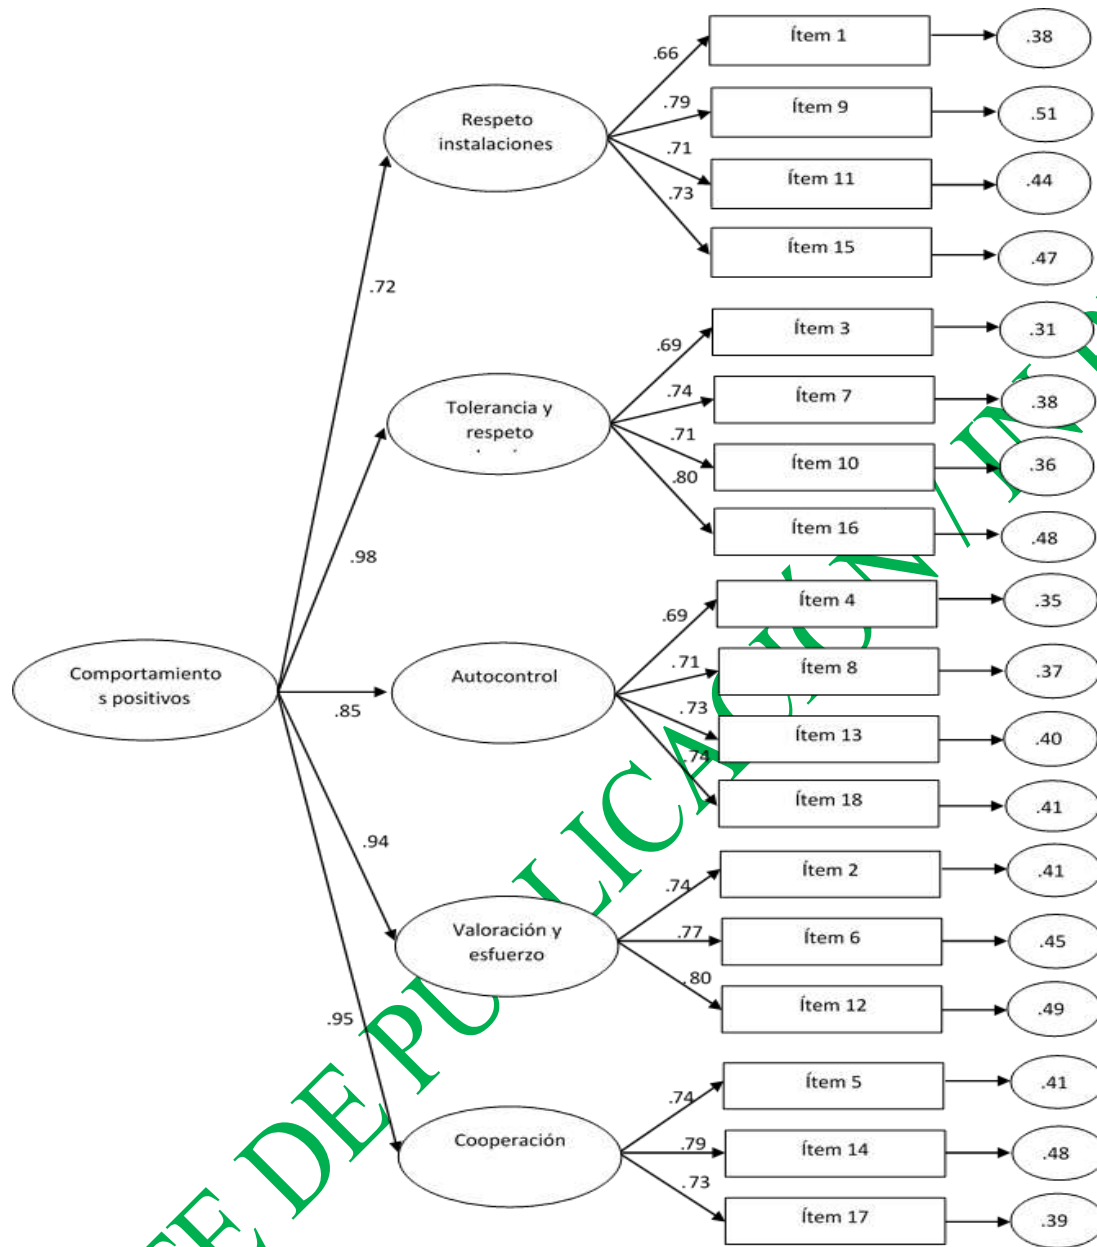 Ítem 1
.38
.66
Ítem 9
.51
.79
Respeto
instalaciones
.71
Ítem 11
.44
.73
Ítem 15
.47
.72
Ítem 3
.31
.69
Ítem 7
.38
.74
Tolerancia y
respeto
.71
Ítem 10
.36
.80
Ítem 16
.48
.98
Ítem 4
.35
.69
Ítem 8
.37
.71
Autocontrol
Comportamiento
s positivos
.85
.73
Ítem 13
.40
.74
Ítem 18
.41
.94
Ítem 2
.41
.74
Valoración y
esfuerzo
.77
Ítem 6
.45
.80
Ítem 12
.49
.95
Ítem 5
.41
.74
Cooperación
.79
Ítem 14
.48
.73
Ítem 17
.39
DE